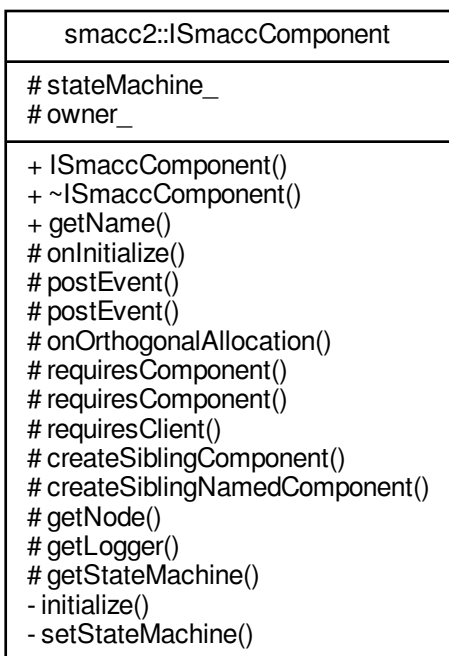 smacc2::ISmaccComponent
# stateMachine_
# owner_
+ ISmaccComponent()
+ ~ISmaccComponent()
+ getName()
# onInitialize()
# postEvent()
# postEvent()
# onOrthogonalAllocation()
# requiresComponent()
# requiresComponent()
# requiresClient()
# createSiblingComponent()
# createSiblingNamedComponent()
# getNode()
# getLogger()
# getStateMachine()
- initialize()
- setStateMachine()